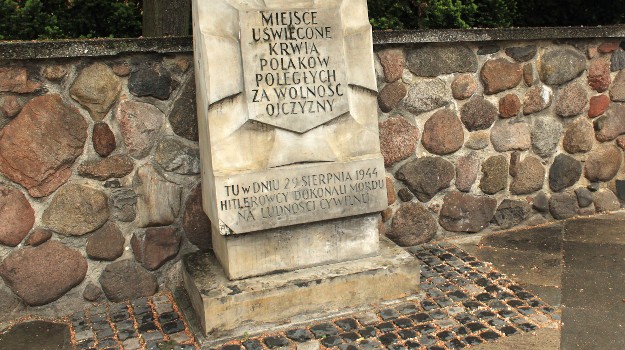 MIEJSCE
UŚWIĘCONE
KRWIĄ
POLAKÓW
POLEGŁYCH
ZA WOLNOŚĆ
OJCZYZNY
TU W DNIU 29 SIERPNIA 1944
HITLEROWCY DOKONALI MORDU
NA LUDNOŚCI CYWILNEJ